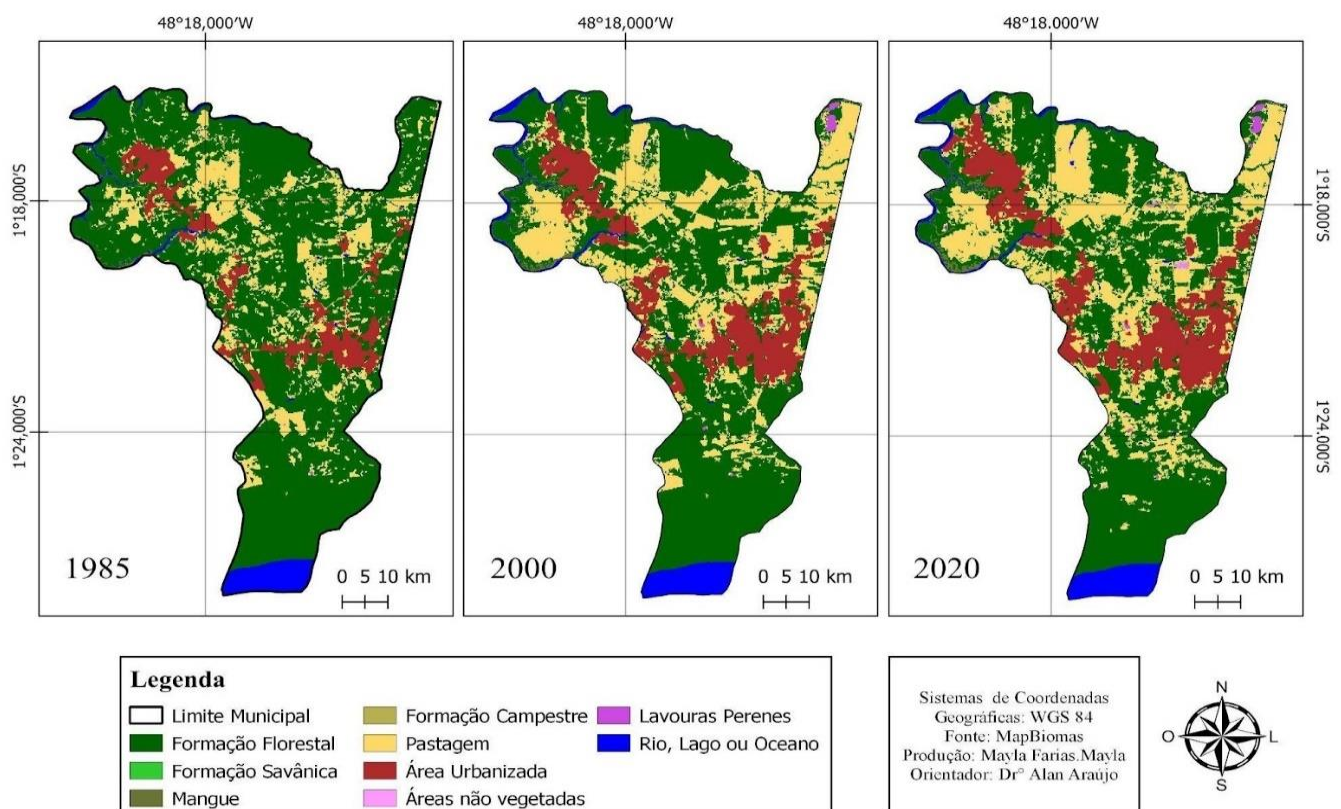 48°18,000'W
48°18,000'W
48°18.000'W
1°18,000'S
1°18.000'S
1°24,000'S
1°24.000'S
1985
0 5 10 km
2000
0 5 10 km
2020
0 5 10 km
Legenda
Limite Municipal
Formação Florestal
Formação Savânica
Mangue
Formação Campestre
Pastagem
Área Urbanizada
Áreas não vegetadas
Lavouras Perenes
Rio, Lago ou Oceano
Sistemas de Coordenadas
Geográficas: WGS 84
Fonte: MapBiomas
Produção: Mayla Farias.Mayla
Orientador: Drº Alan Araújo
N
O
L
S